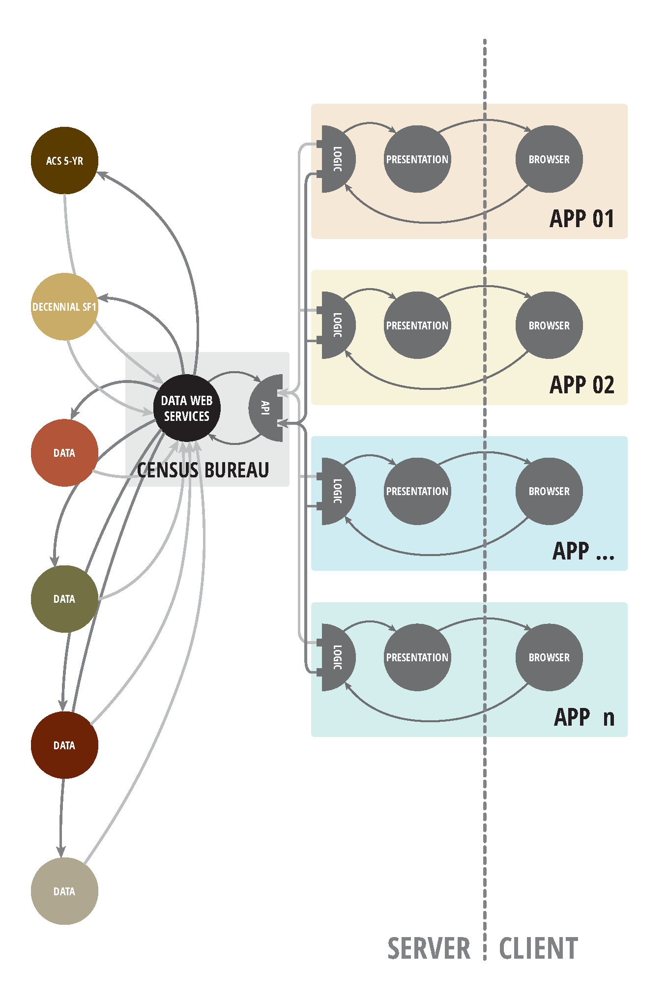 ACS 5-YR
DECENNIAL SF1
DATA
DATA
DATA
DATA
DATA WEB
SERVICES
API
CENSUS BUREAU
LOGIC
PRESENTATION
BROWSER
APP 01
LOGIC
PRESENTATION
BROWSER
APP 02
LOGIC
PRESENTATION
BROWSER
APP ...
LOGIC
PRESENTATION
BROWSER
APP n
SERVER
CLIENT